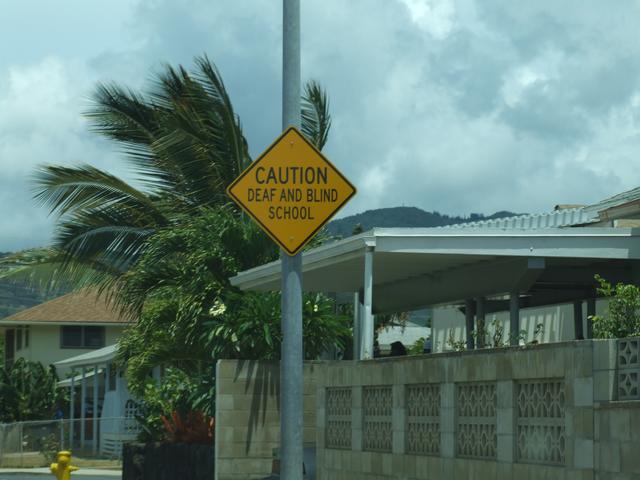 CAUTION
DEAF AND BLIND
SCHOOL